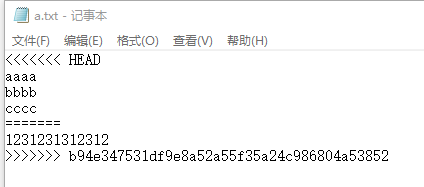 a.txt - 记事本
文件(F) 编辑(E) 格式(O) 查看(V) 帮助(H)
<<<<<<< HEAD
aaaa
bbbb
cccc
=======
1231231312312
>>>>>>> b94e347531df9e8a52a55f35a24c986804a53852